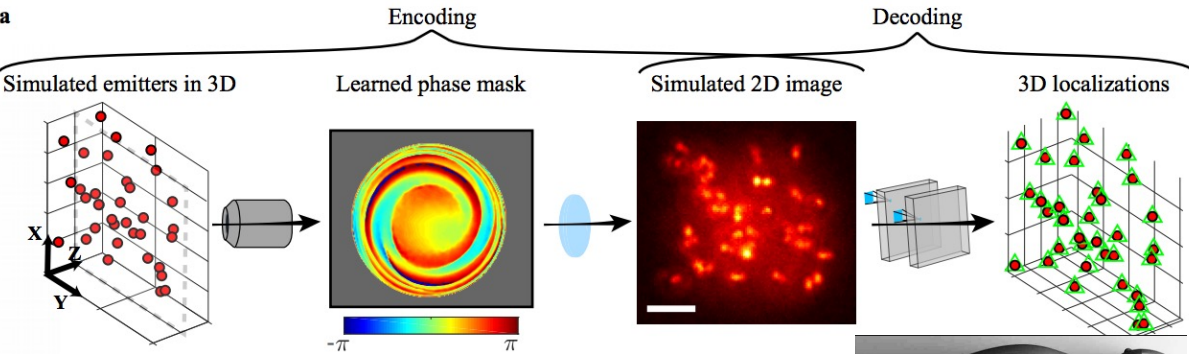 a
Encoding
Decoding
Simulated emitters in 3D
Learned phase mask
Simulated 2D image
3D localizations
X
Z
Y
-π
π